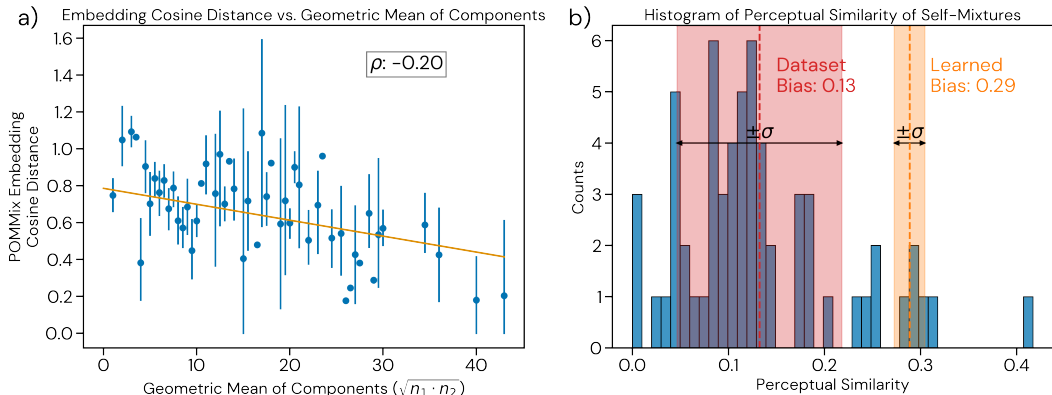 a)
Embedding Cosine Distance vs. Geometric Mean of Components
1.6
1.4
1.2
1.0
0.8
0.6
0.4
0.2
0.0
ρ: -0.20
POMMix Embedding
Cosine Distance
0
10
20
30
40
Geometric Mean of Components (√n₁ · n₂)
b)
Histogram of Perceptual Similarity of Self-Mixtures
6
5
4
3
2
1
0
Counts
Dataset
Bias: 0.13
Learned
Bias: 0.29
±σ
±σ
0.0
0.1
0.2
0.3
0.4
Perceptual Similarity